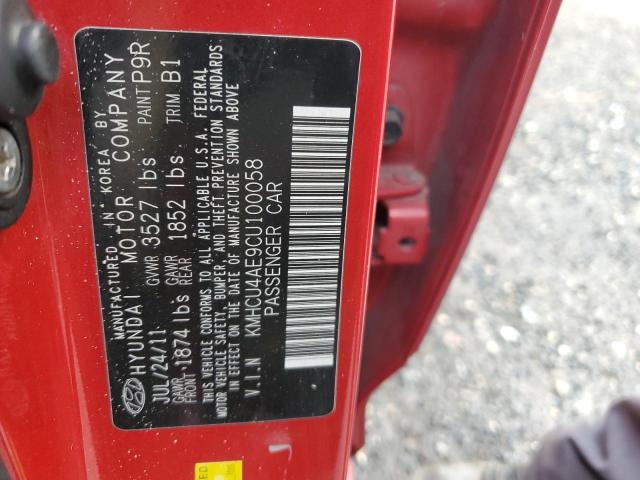 MANUFACTURED IN KOREA BY
HYUNDAI MOTOR COMPANY
JUL/24/11 GVWR 3527 lbs PAINT P9R
GAWR FRONT 1874 lbs GAWR REAR 1852 lbs TRIM B1
THIS VEHICLE CONFORMS TO ALL APPLICABLE U.S.A. FEDERAL
MOTOR VEHICLE SAFETY, BUMPER, AND THEFT PREVENTION STANDARDS
IN EFFECT ON THE DATE OF MANUFACTURE SHOWN ABOVE
V.I.N KMHCU4AE9CU100058
PASSENGER CAR